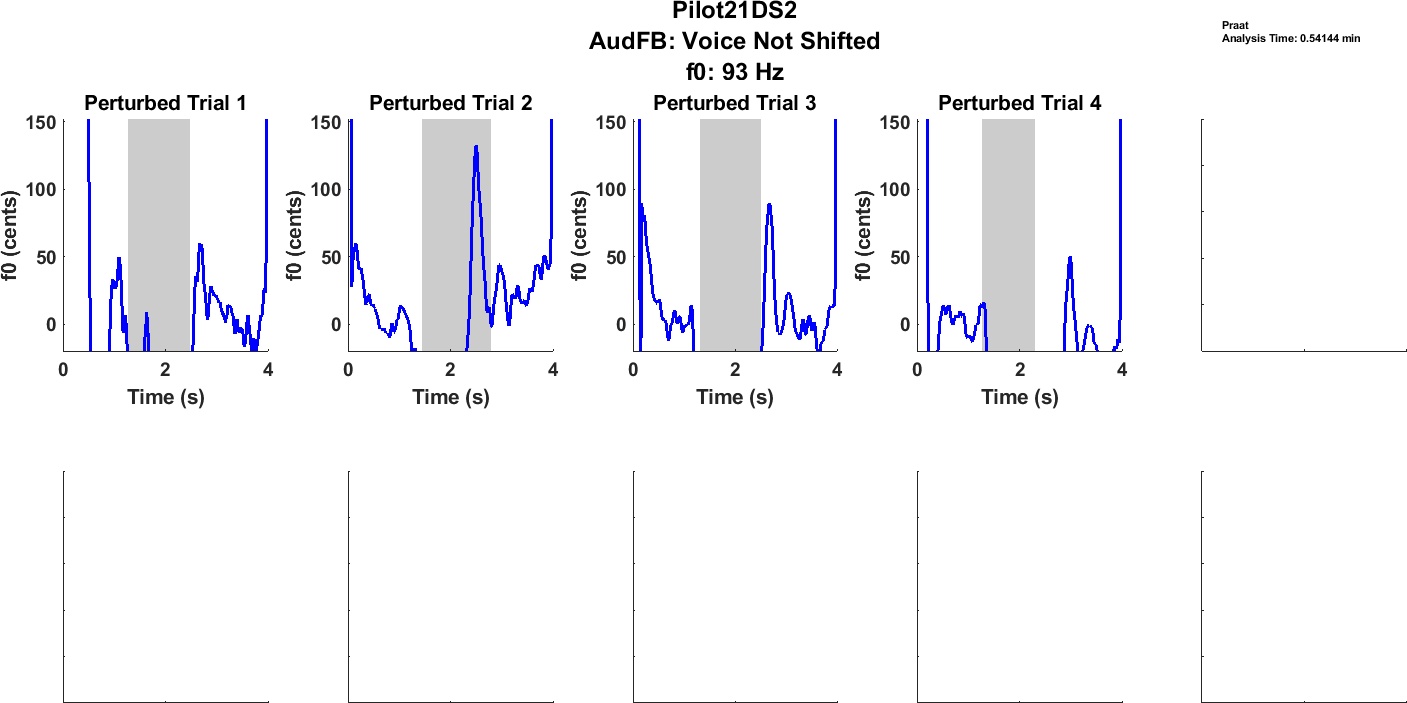 Pilot21DS2
AudFB: Voice Not Shifted
f0: 93 Hz
Praat
Analysis Time: 0.54144 min
Perturbed Trial 1
150
100
50
0
f0 (cents)
0 2 4
Time (s)
Perturbed Trial 2
150
100
50
0
f0 (cents)
0 2 4
Time (s)
Perturbed Trial 3
150
100
50
0
f0 (cents)
0 2 4
Time (s)
Perturbed Trial 4
150
100
50
0
f0 (cents)
0 2 4
Time (s)